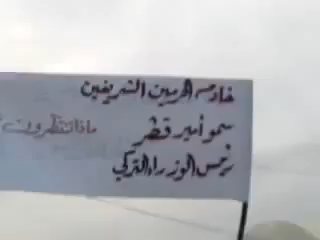 خادم الحرمين الشريفين
سمو أمير قطر
ماذا تنتظرون
رئيس الوزراء التركي